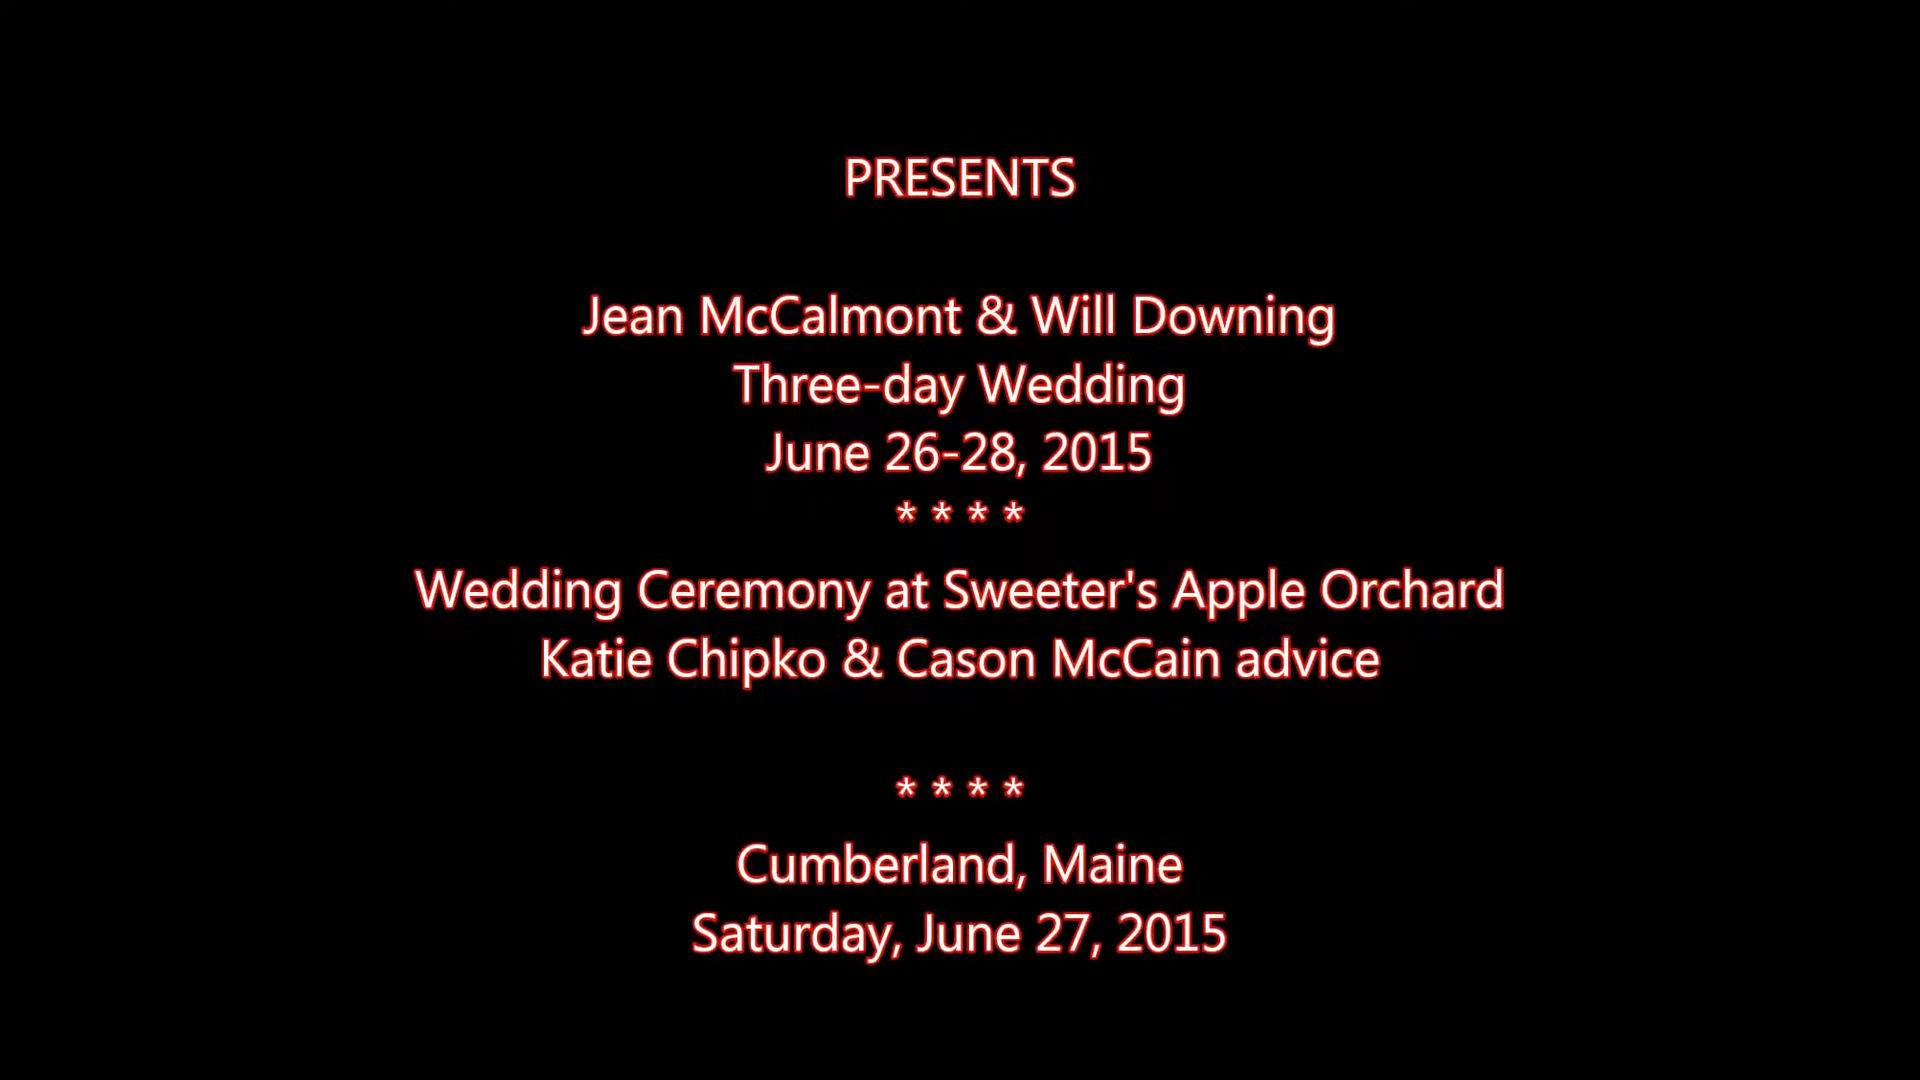 PRESENTS
Jean McCalmont & Will Downing
Three-day Wedding
June 26-28, 2015
* * * *
Wedding Ceremony at Sweeter's Apple Orchard
Katie Chipko & Cason McCain advice
* * * *
Cumberland, Maine
Saturday, June 27, 2015